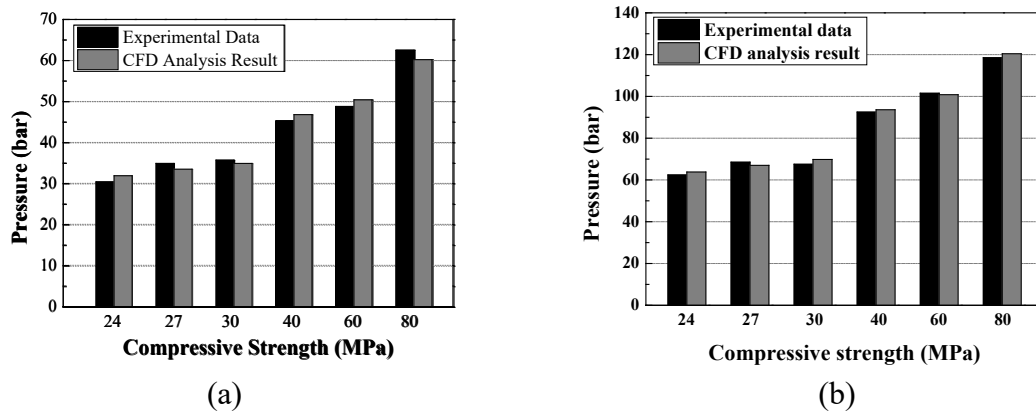 (a)
70
60
50
40
30
20
10
0
Pressure (bar)
Experimental Data
CFD Analysis Result
24 27 30 40 60 80
Compressive Strength (MPa)
(a)
(b)
140
120
100
80
60
40
20
0
Pressure (bar)
Experimental data
CFD analysis result
24 27 30 40 60 80
Compressive strength (MPa)
(b)